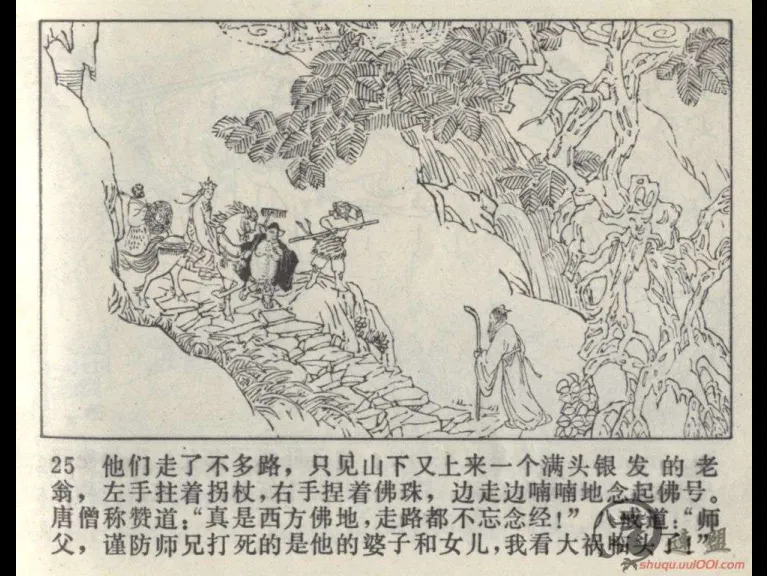 25 他们走了不多路，只见山下又上来一个满头银发的老
翁，左手拄着拐杖，右手捏着佛珠，边走边喃喃地念起佛号。
唐僧称赞道：“真是西方佛地，走路都不忘念经！” 八戒道：“师
父，谨防师兄打死的是他的婆子和女儿，我看大祸临头了！”
shuqu.uu1001.com